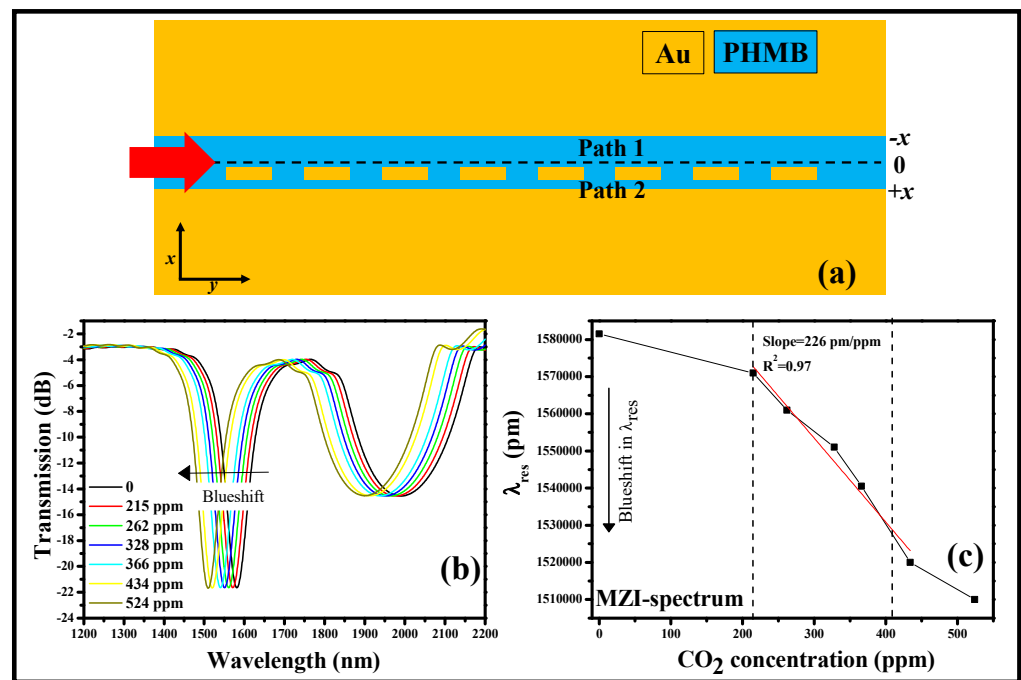 Au PHMB
Path 1
Path 2
-x
0
+x
x
y
(a)
Transmission (dB)
-2
-4
-6
-8
-10
-12
-14
-16
-18
-20
-22
-24
Blueshift
0
215 ppm
262 ppm
328 ppm
366 ppm
434 ppm
524 ppm
(b)
1200 1300 1400 1500 1600 1700 1800 1900 2000 2100 2200
Wavelength (nm)
λres (pm)
1580000
1570000
1560000
1550000
1540000
1530000
1520000
1510000
Blueshift in λres
Slope=226 pm/ppm
R²=0.97
MZI-spectrum
(c)
0 100 200 300 400 500
CO₂ concentration (ppm)